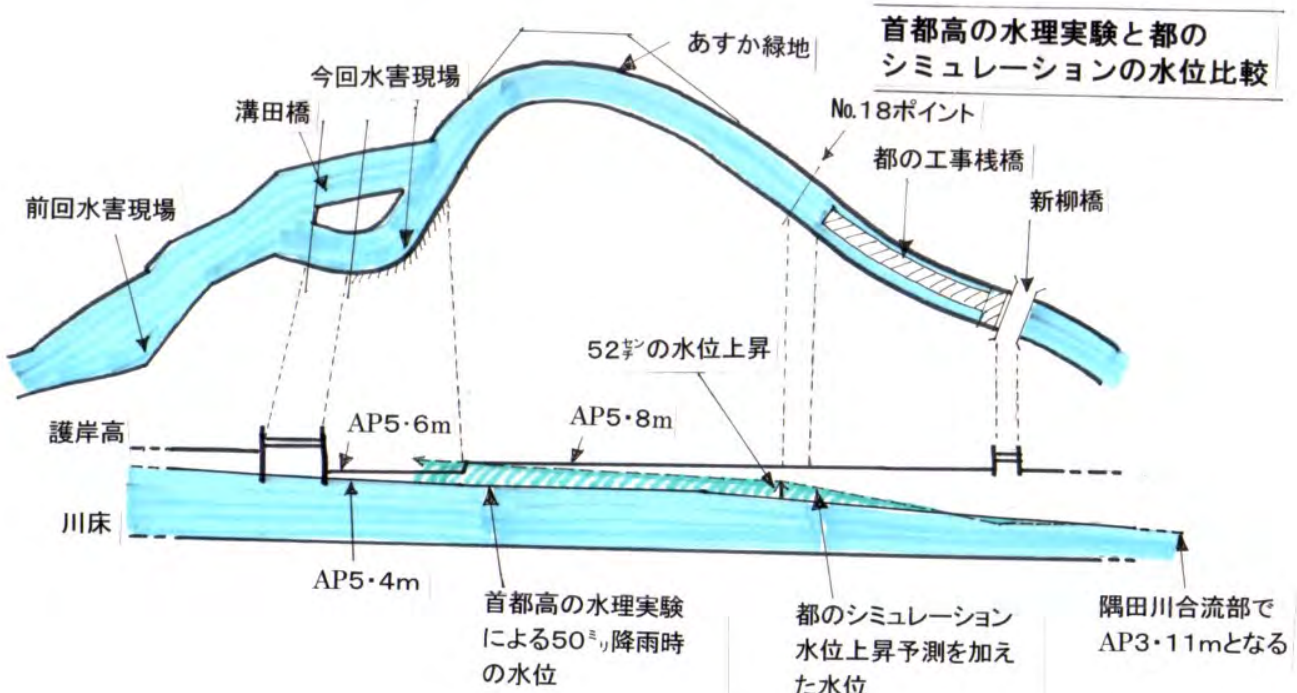 首都高の水理実験と都の
シミュレーションの水位比較
あすか緑地
今回水害現場
溝田橋
No.18ポイント
都の工事桟橋
新柳橋
前回水害現場
52㌢の水位上昇
護岸高
AP5・6m
AP5・8m
川床
AP5・4m
首都高の水理実験
による50㍉降雨時
の水位
都のシミュレーション
水位上昇予測を加え
た水位
隅田川合流部で
AP3・11mとなる